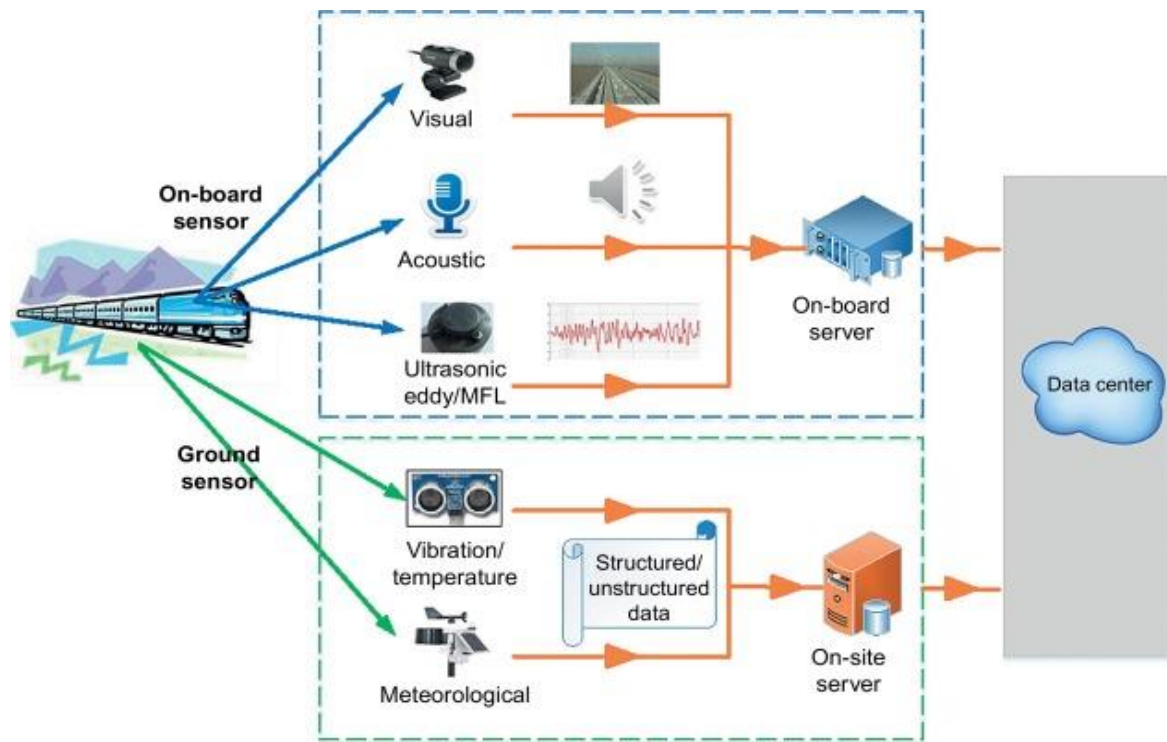 Visual
On-board
sensor
Acoustic
On-board
server
Ultrasonic
eddy/MFL
Data center
Ground
sensor
Vibration/
temperature
Structured/
unstructured
data
On-site
server
Meteorological